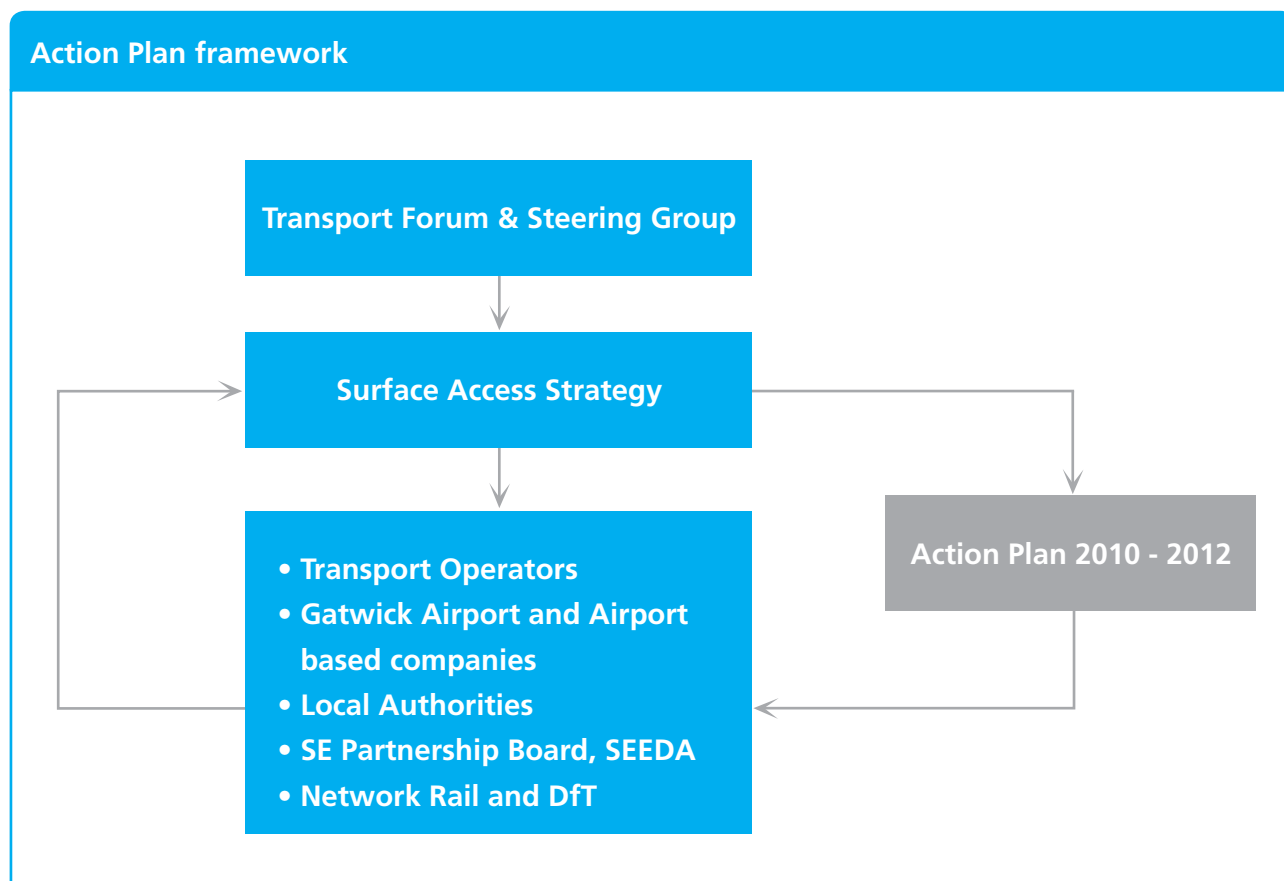 Action Plan framework
Transport Forum & Steering Group
Surface Access Strategy
Action Plan 2010 - 2012
• Transport Operators
• Gatwick Airport and Airport
based companies
• Local Authorities
• SE Partnership Board, SEEDA
• Network Rail and DfT